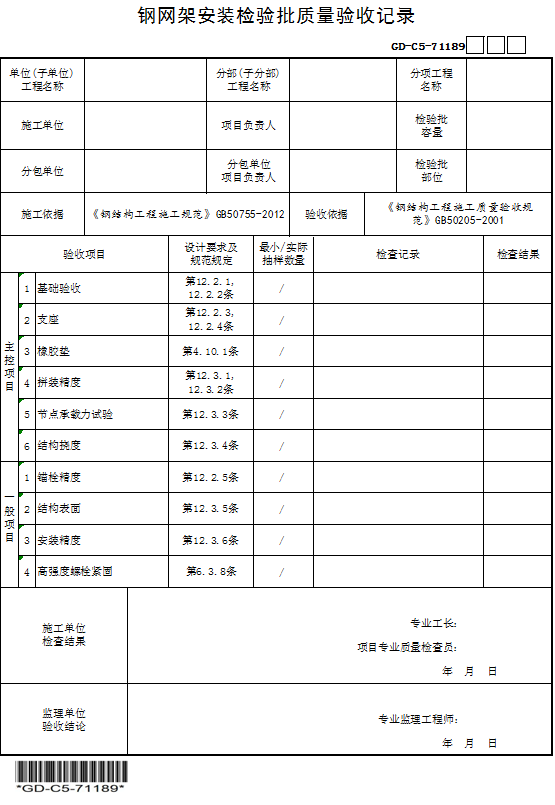 钢网架安装检验批质量验收记录
GD-C5-71189
单位(子单位)
工程名称
分部(子分部)
工程名称
分项工程
名称
施工单位
项目负责人
检验批
容量
分包单位
分包单位
项目负责人
检验批
部位
施工依据
《钢结构工程施工规范》GB50755-2012
验收依据
《钢结构工程施工质量验收规
范》GB50205-2001
验收项目
设计要求及
规范规定
最小/实际
抽样数量
检查记录
检查结果
主控项目
1 基础验收 第12.2.1, /
12.2.2条
2 支座 第12.2.3, /
12.2.4条
3 橡胶垫 第4.10.1条 /
4 拼装精度 第12.3.1, /
12.3.2条
5 节点承载力试验 第12.3.3条 /
6 结构挠度 第12.3.4条 /
一般项目
1 锚栓精度 第12.2.5条 /
2 结构表面 第12.3.5条 /
3 安装精度 第12.3.6条 /
4 高强度螺栓紧固 第6.3.8条 /
施工单位
检查结果
专业工长:
项目专业质量检查员:
年 月 日
监理单位
验收结论
专业监理工程师:
年 月 日
*GD-C5-71189*